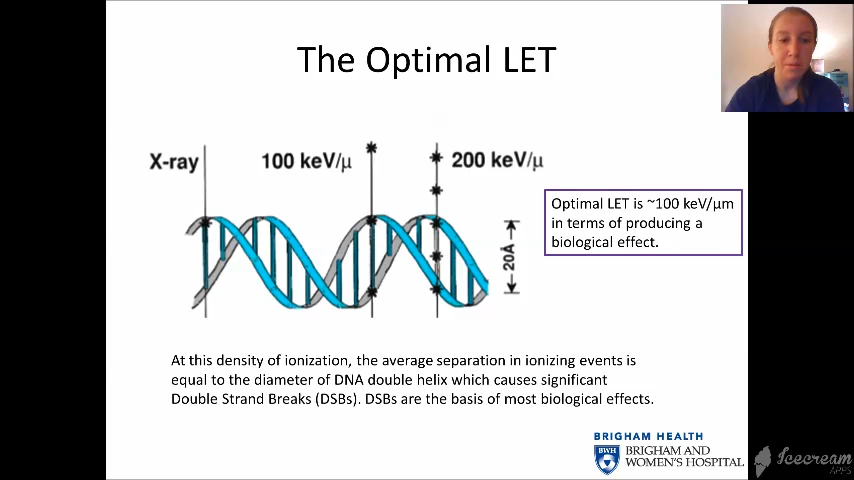 The Optimal LET
X-ray
100 keV/μ
200 keV/μ
20Å
Optimal LET is ~100 keV/μm
in terms of producing a
biological effect.
At this density of ionization, the average separation in ionizing events is
equal to the diameter of DNA double helix which causes significant
Double Strand Breaks (DSBs). DSBs are the basis of most biological effects.
BRIGHAM HEALTH
BWH
BRIGHAM AND
WOMEN'S HOSPITAL
Icecream
APPS